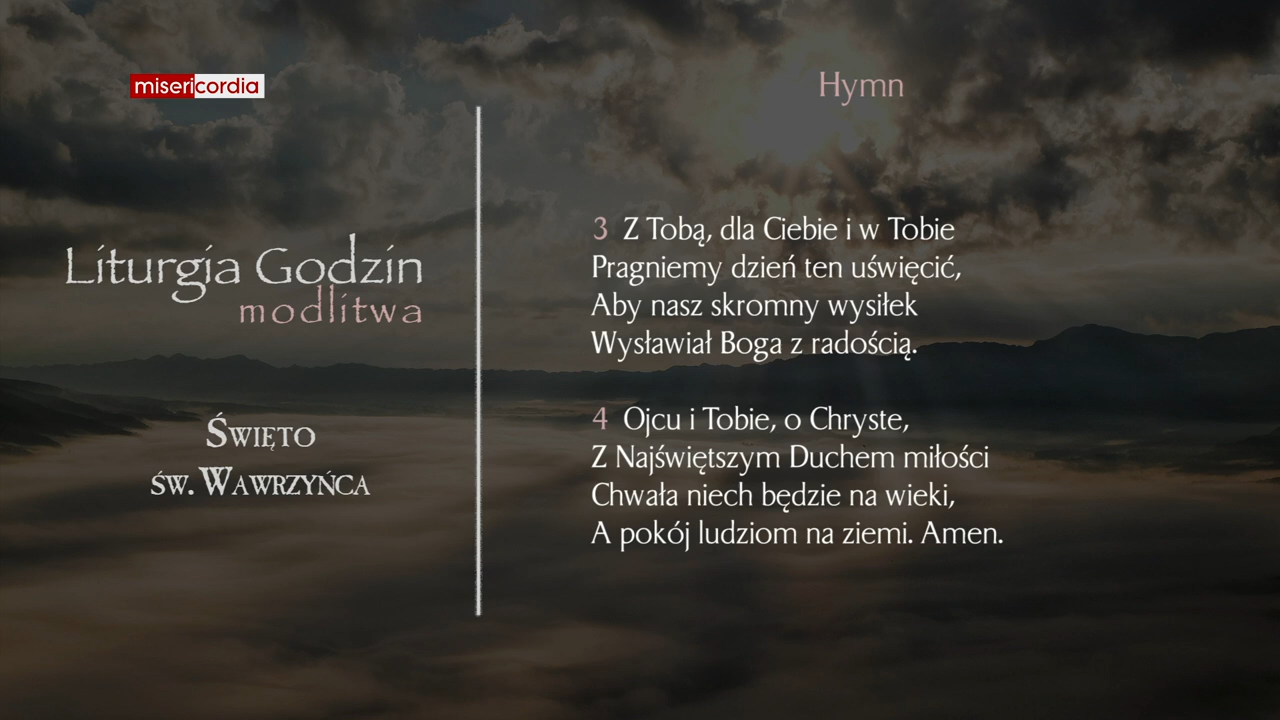 misericordia
Liturgia Godzin
modlitwa
Święto
św. Wawrzyńca
Hymn
3 Z Tobą, dla Ciebie i w Tobie
Pragniemy dzień ten uświęcić,
Aby nasz skromny wysiłek
Wysławiał Boga z radością.
4 Ojcu i Tobie, o Chryste,
Z Najświętszym Duchem miłości
Chwała niech będzie na wieki,
A pokój ludziom na ziemi. Amen.